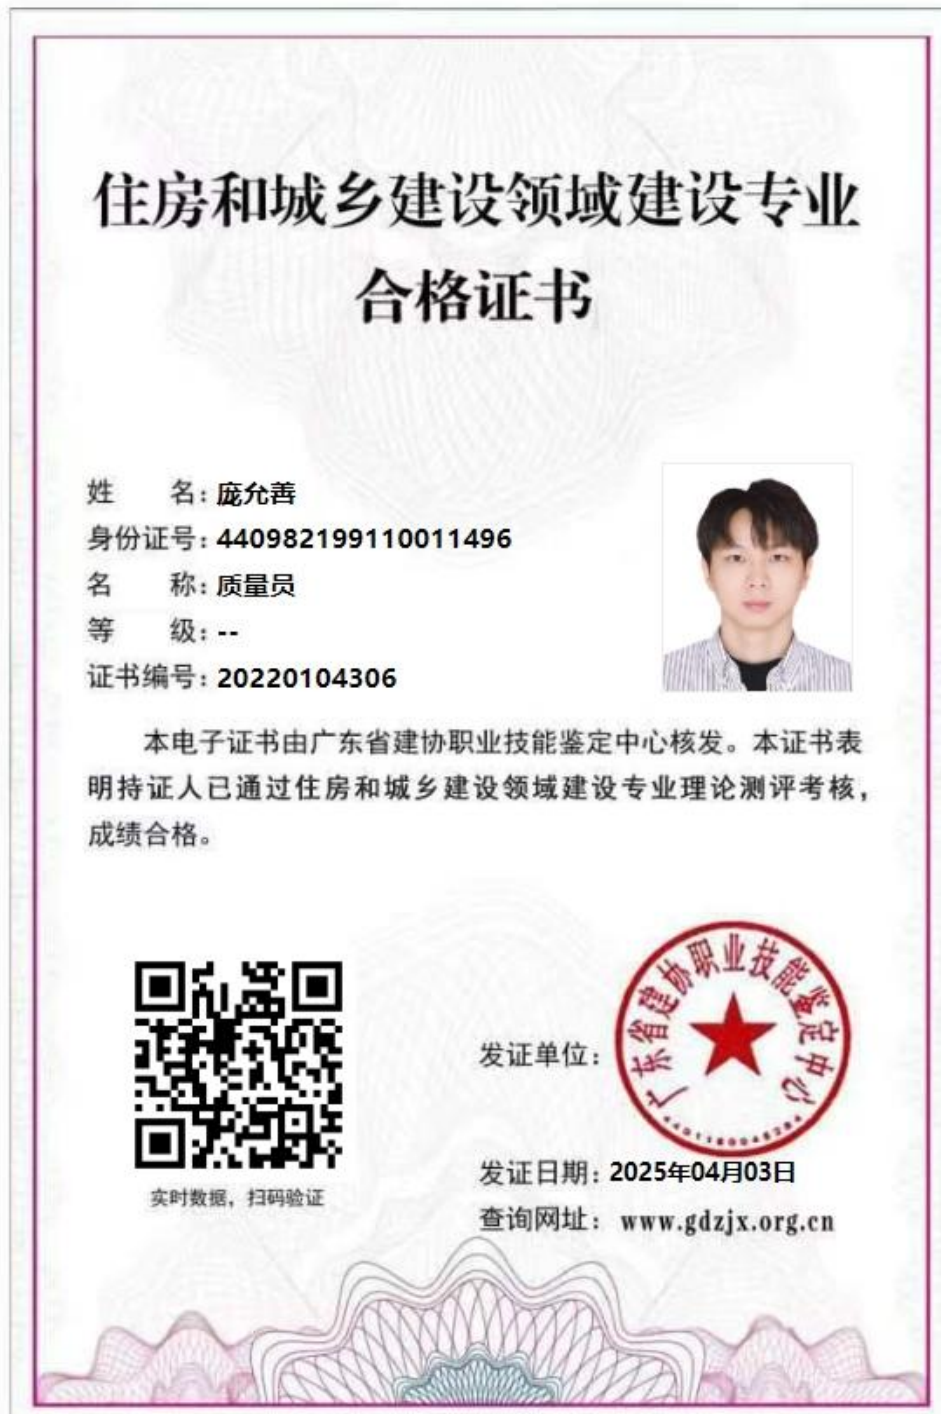 住房和城乡建设领域建设专业
合格证书
姓 名：庞允善
身份证号：440982199110011496
名 称：质量员
等 级：--
证书编号：20220104306
本电子证书由广东省建协职业技能鉴定中心核发。本证书表
明持证人已通过住房和城乡建设领域建设专业理论测评考核，
成绩合格。
广东省建协职业技能鉴定中心
发证单位：
实时数据，扫码验证
发证日期：2025年04月03日
查询网址：www.gdzjx.org.cn